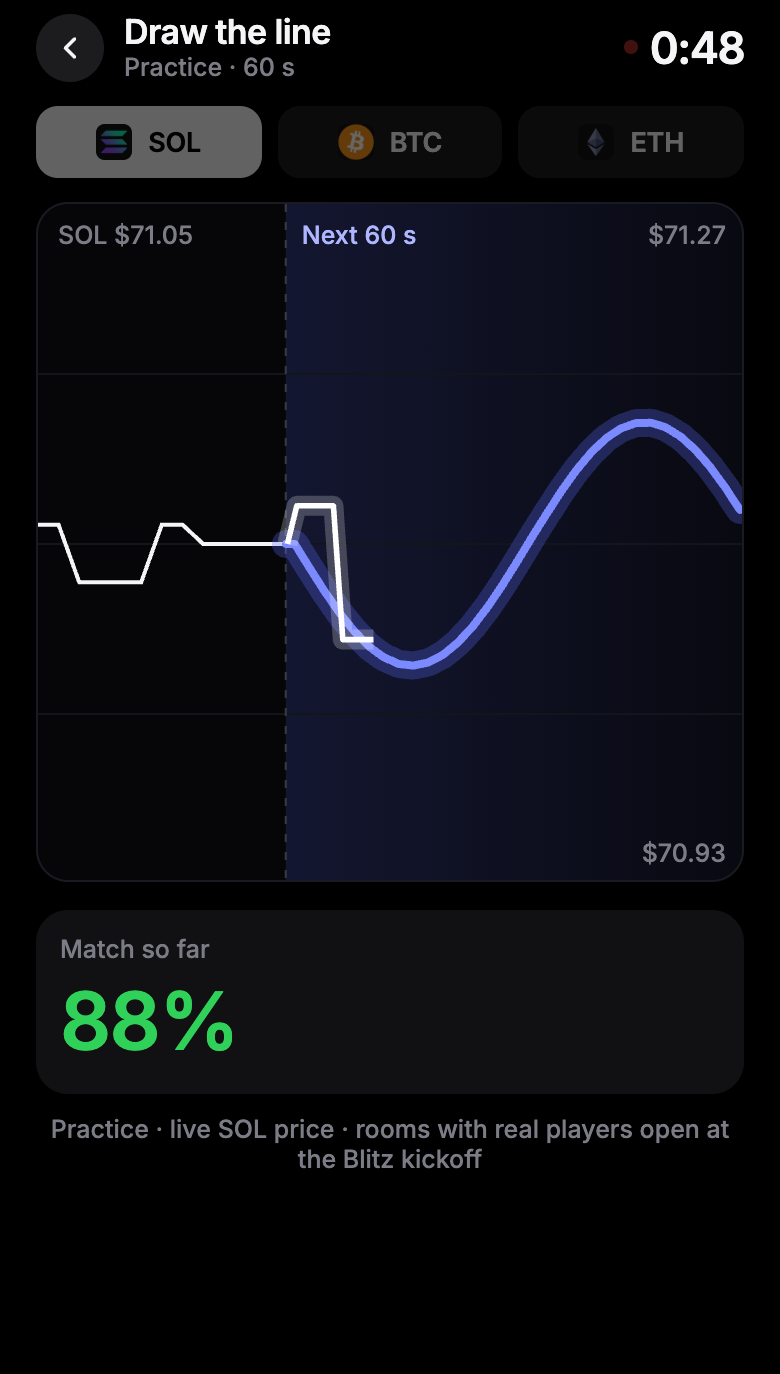 Draw the line
Practice · 60 s
0:48
SOL
BTC
ETH
SOL $71.05
Next 60 s
$71.27
$70.93
Match so far
88%
Practice · live SOL price · rooms with real players open at
the Blitz kickoff